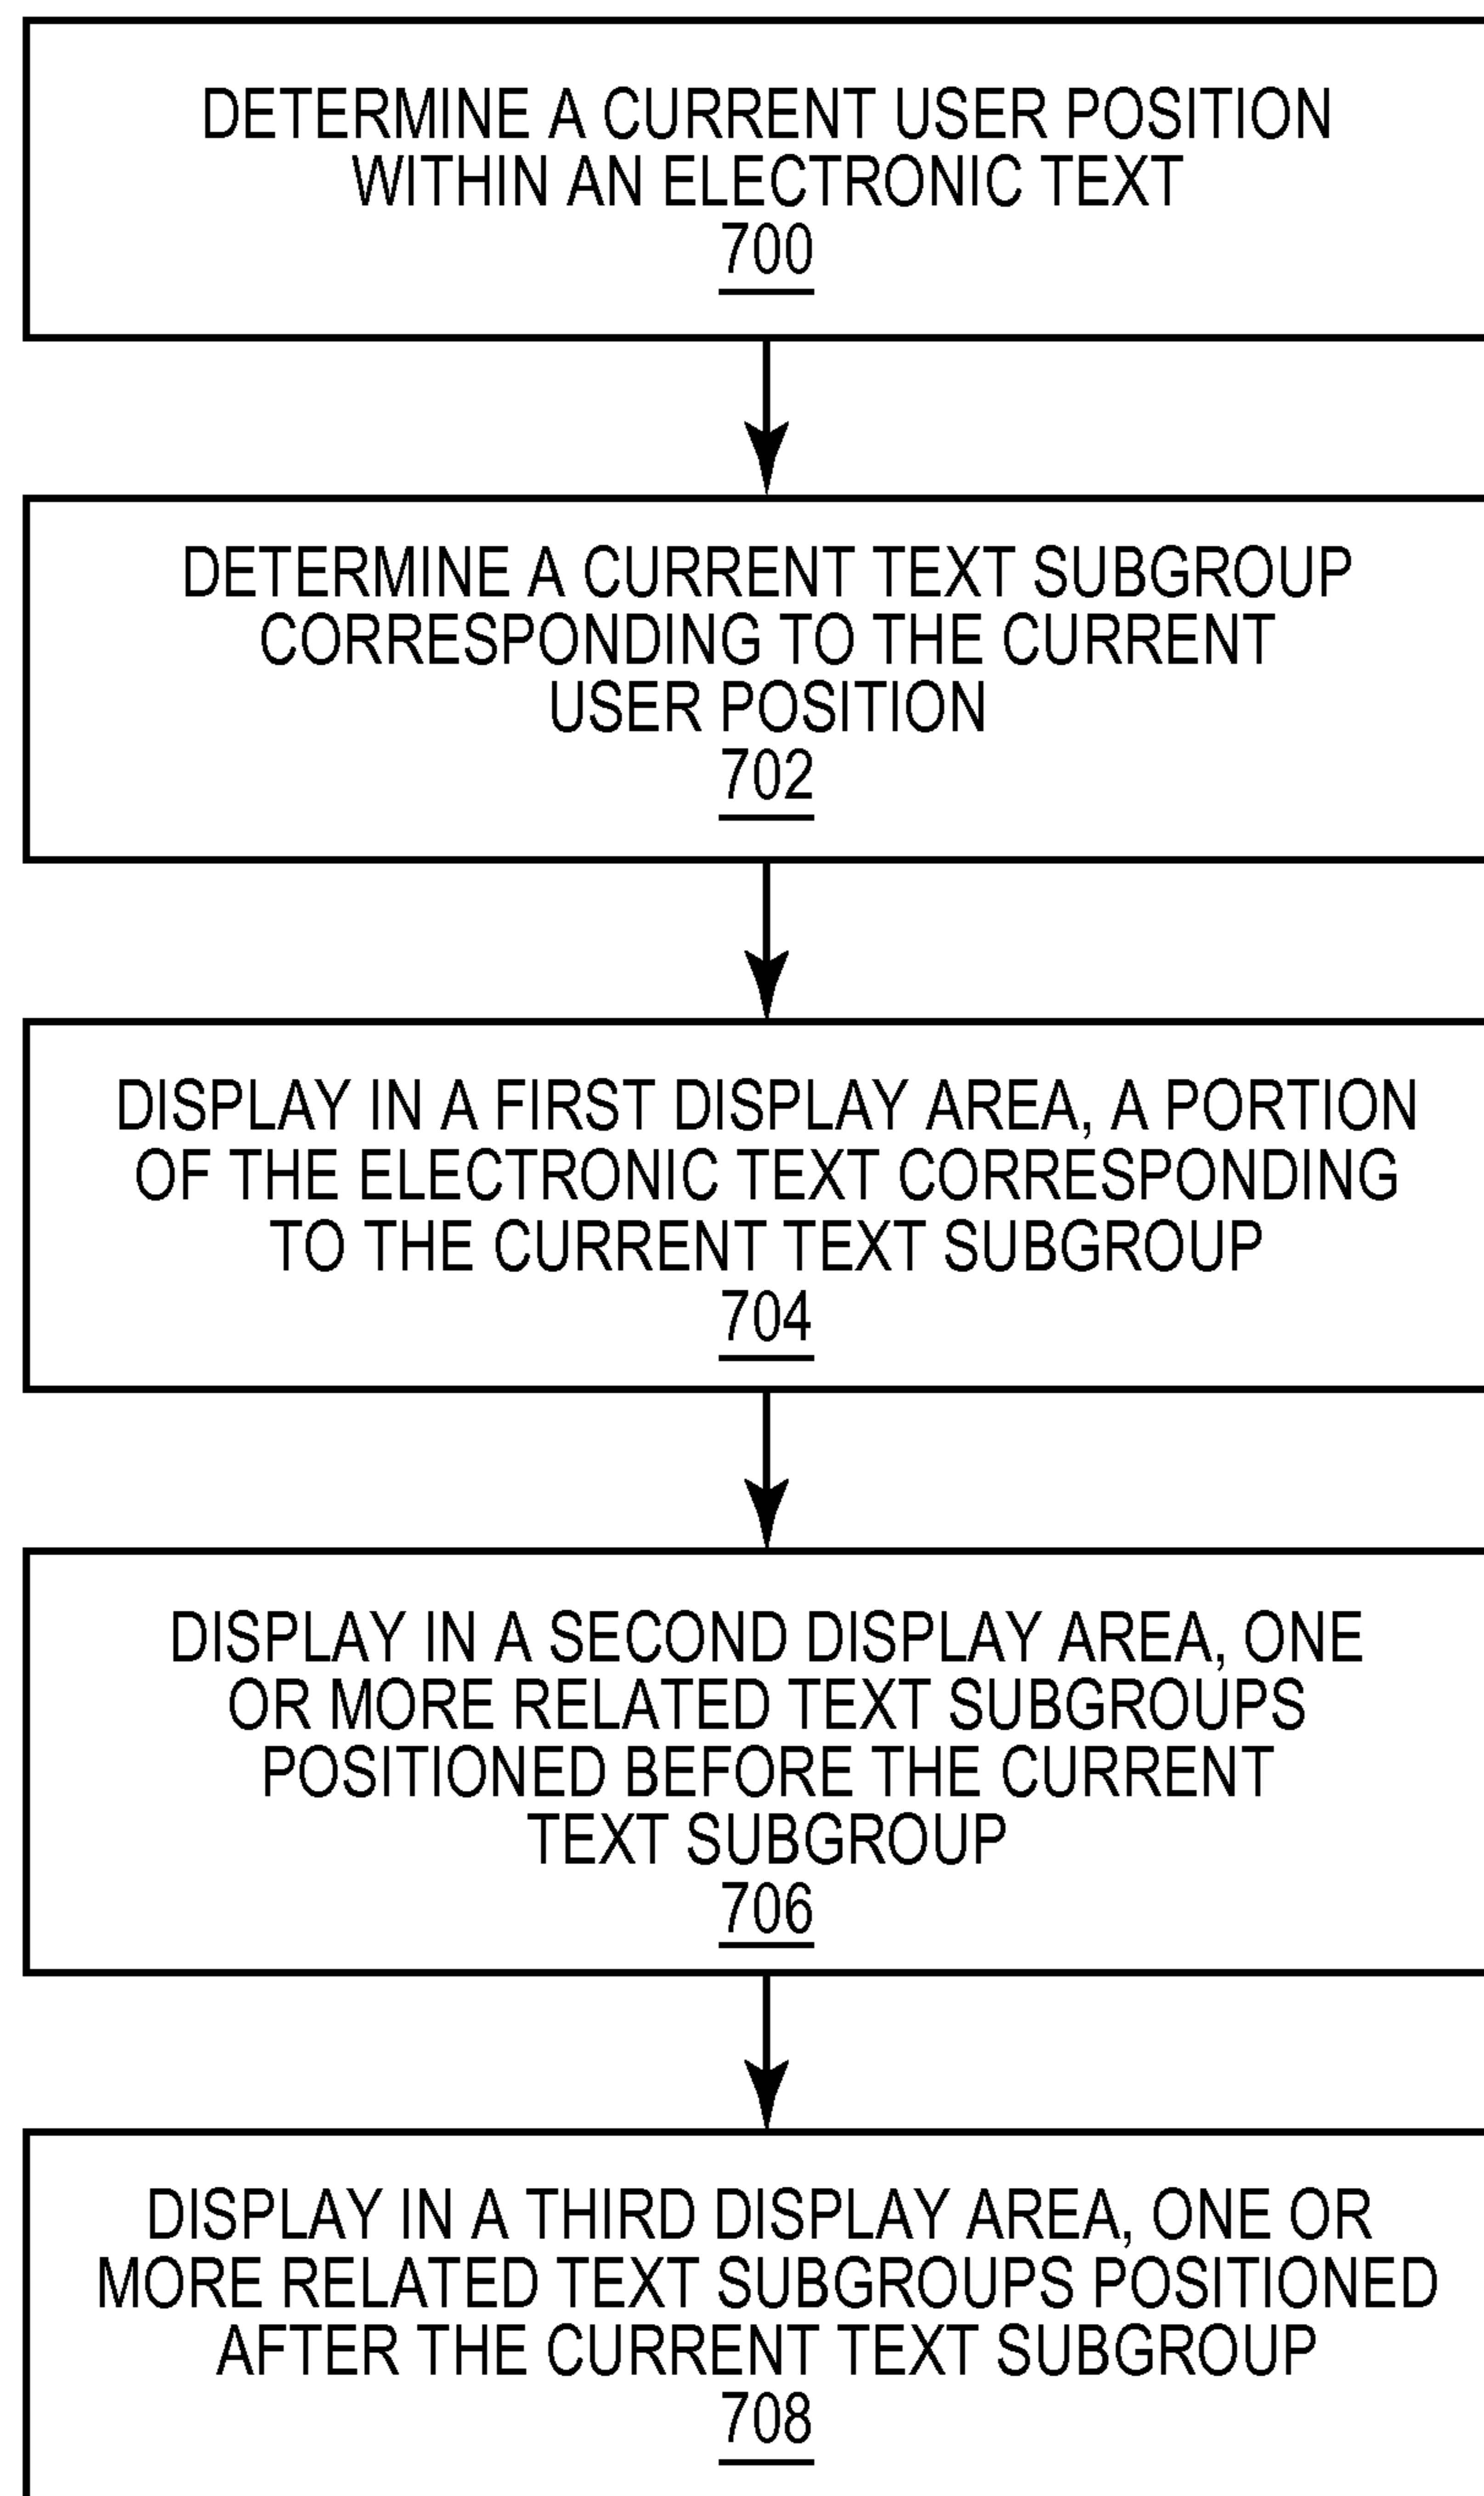 DETERMINE A CURRENT USER POSITION
WITHIN AN ELECTRONIC TEXT
700
DETERMINE A CURRENT TEXT SUBGROUP
CORRESPONDING TO THE CURRENT
USER POSITION
702
DISPLAY IN A FIRST DISPLAY AREA, A PORTION
OF THE ELECTRONIC TEXT CORRESPONDING
TO THE CURRENT TEXT SUBGROUP
704
DISPLAY IN A SECOND DISPLAY AREA, ONE
OR MORE RELATED TEXT SUBGROUPS
POSITIONED BEFORE THE CURRENT
TEXT SUBGROUP
706
DISPLAY IN A THIRD DISPLAY AREA, ONE OR
MORE RELATED TEXT SUBGROUPS POSITIONED
AFTER THE CURRENT TEXT SUBGROUP
708